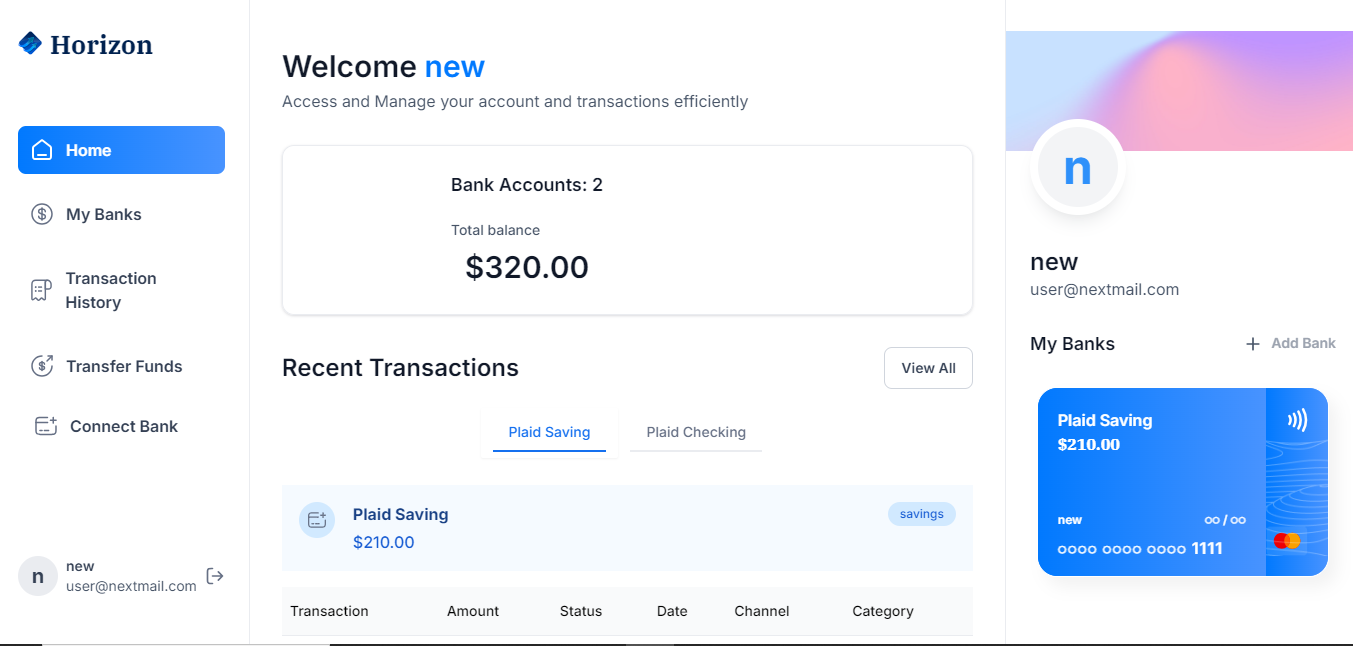 Horizon
Home
My Banks
Transaction
History
Transfer Funds
Connect Bank
n
new
user@nextmail.com
Welcome new
Access and Manage your account and transactions efficiently
Bank Accounts: 2
Total balance
$320.00
Recent Transactions
View All
Plaid Saving
Plaid Checking
Plaid Saving
savings
$210.00
Transaction Amount Status Date Channel Category
n
new
user@nextmail.com
My Banks
+ Add Bank
Plaid Saving
$210.00
new
○○ / ○○
○○○○ ○○○○ ○○○○ 1111